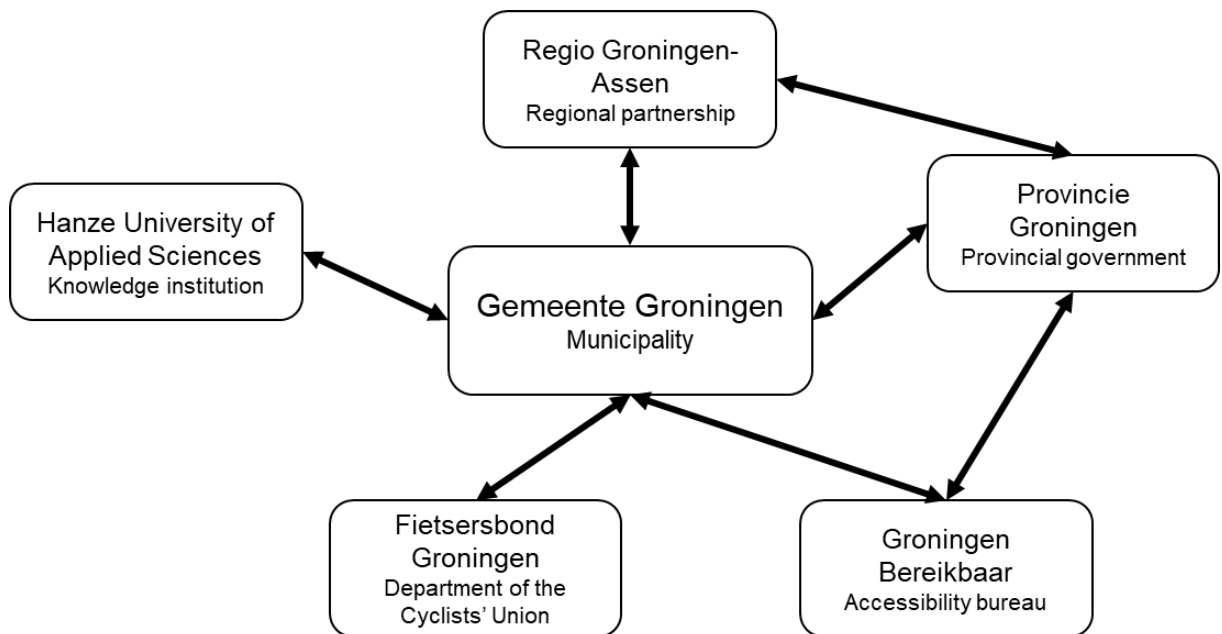 Regio Groningen-
Assen
Regional partnership
Hanze University of
Applied Sciences
Knowledge institution
Provincie
Groningen
Provincial government
Gemeente Groningen
Municipality
Fietsersbond
Groningen
Department of the
Cyclists’ Union
Groningen
Bereikbaar
Accessibility bureau